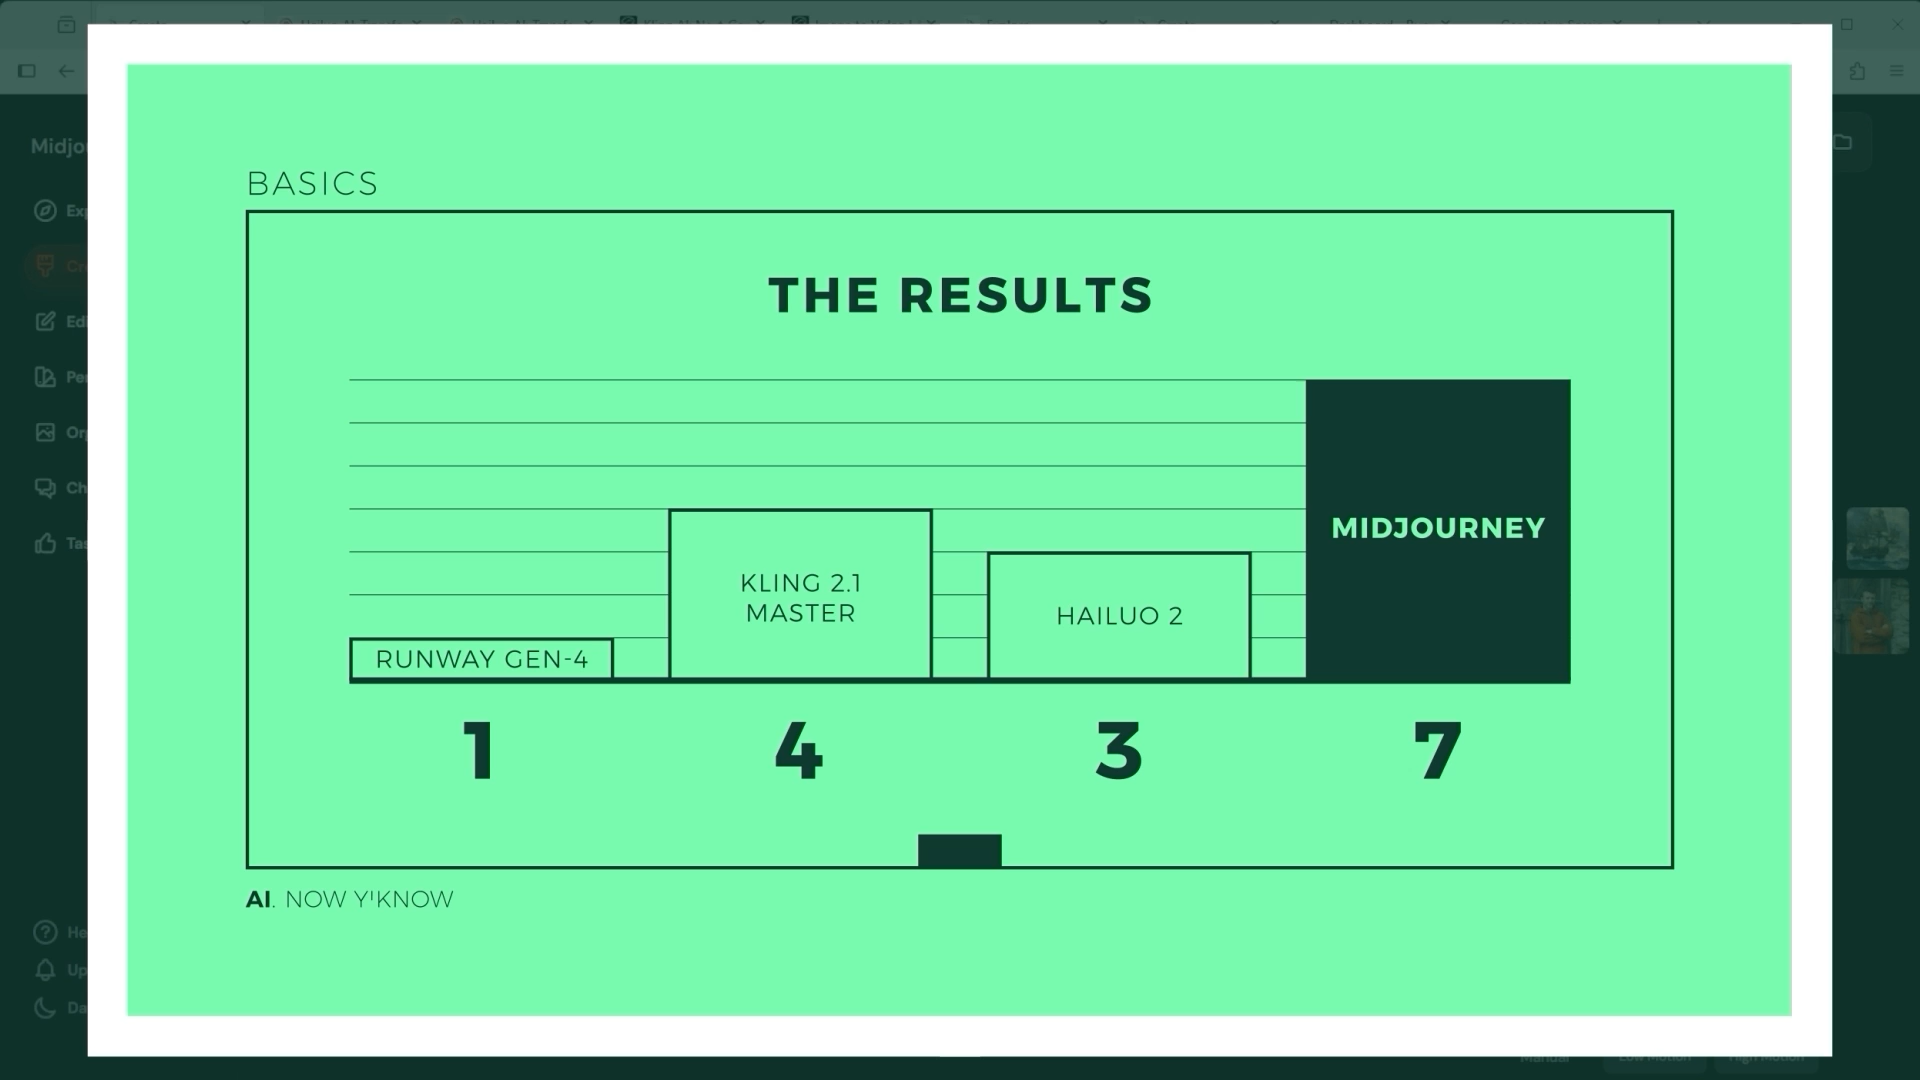 BASICS
THE RESULTS
MIDJOURNEY
KLING 2.1
MASTER
HAILUO 2
RUNWAY GEN-4
1 4 3 7
AI. NOW Y'KNOW